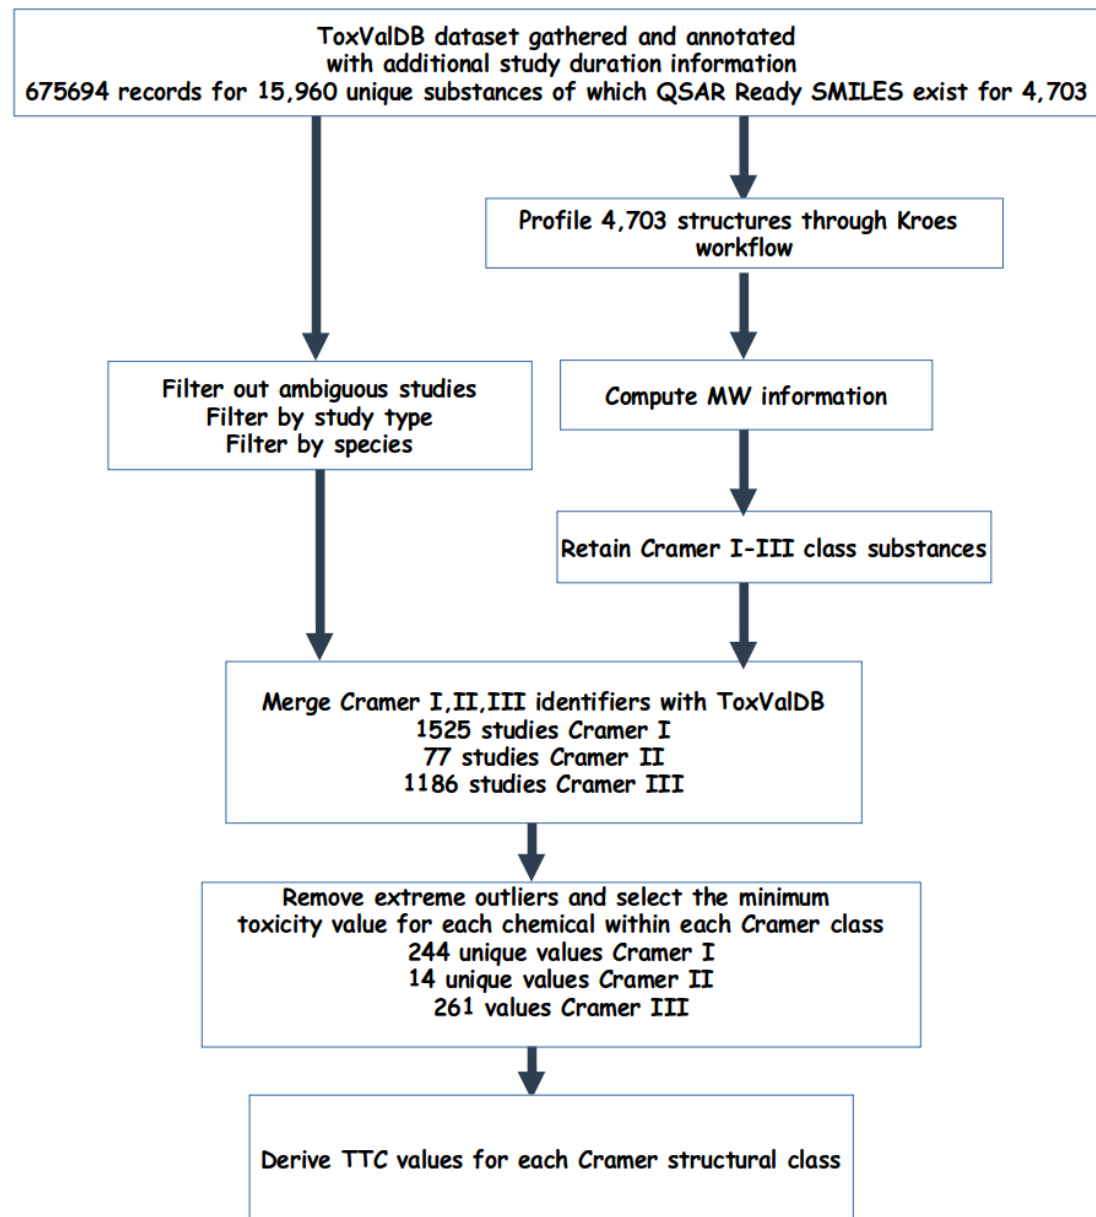 ToxValDB dataset gathered and annotated
with additional study duration information
675694 records for 15,960 unique substances of which QSAR Ready SMILES exist for 4,703
Profile 4,703 structures through Kroes
workflow
Filter out ambiguous studies
Filter by study type
Filter by species
Compute MW information
Retain Cramer I-III class substances
Merge Cramer I,II,III identifiers with ToxValDB
1525 studies Cramer I
77 studies Cramer II
1186 studies Cramer III
Remove extreme outliers and select the minimum
toxicity value for each chemical within each Cramer class
244 unique values Cramer I
14 unique values Cramer II
261 values Cramer III
Derive TTC values for each Cramer structural class